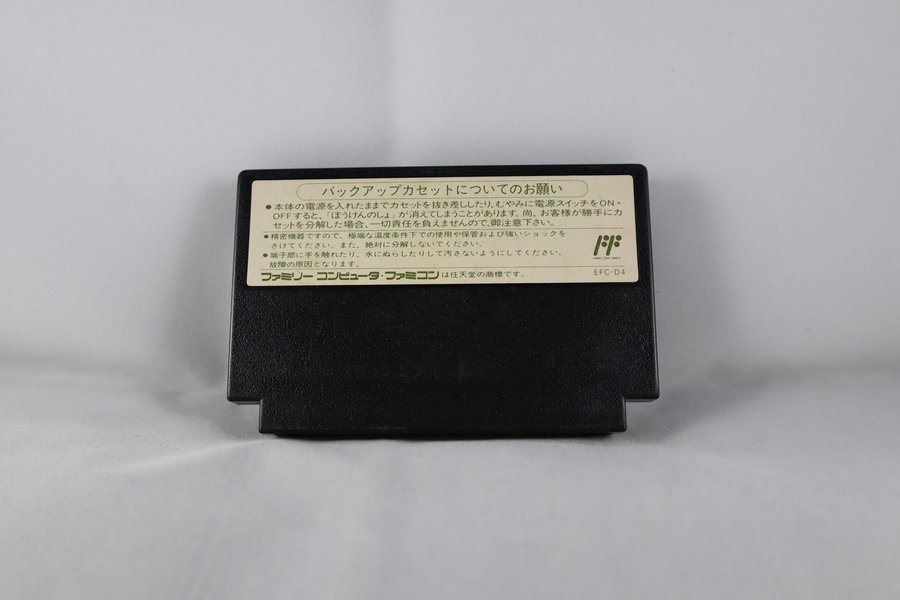 バックアップカセットについてのお願い
●本体の電源を入れたままでカセットを抜き差ししたり、むやみに電源スイッチをON・
OFFすると、「ぼうけんのしょ」が消えてしまうことがあります。尚、お客様が勝手にカ
セットを分解した場合、一切責任を負えませんので、御注意下さい。
●精密機器ですので、極端な温度条件下での使用や保管および強いショックを
さけてください。また、絶対に分解しないでください。
●端子部に手を触れたり、水にぬらしたりして汚さないようにしてください。
故障の原因となります。
ファミリーコンピュータ・ファミコンは任天堂の商標です。
EFC-D4